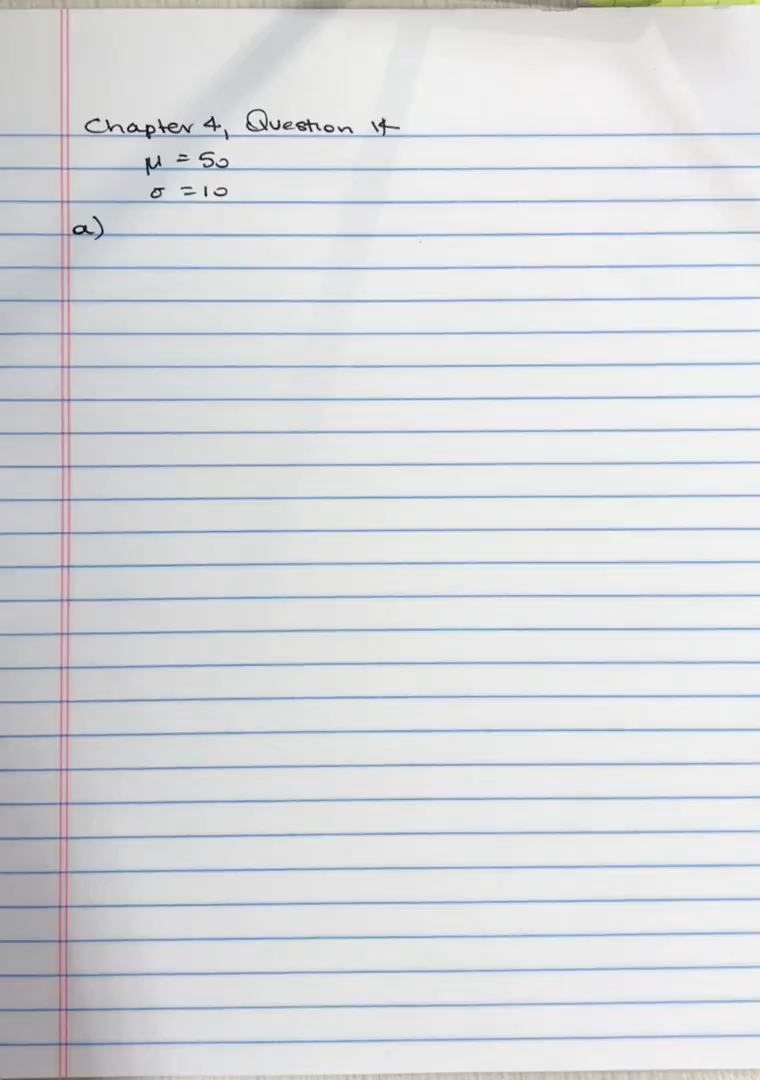 Chapter 4, Question 14
μ = 50
σ = 10
a)